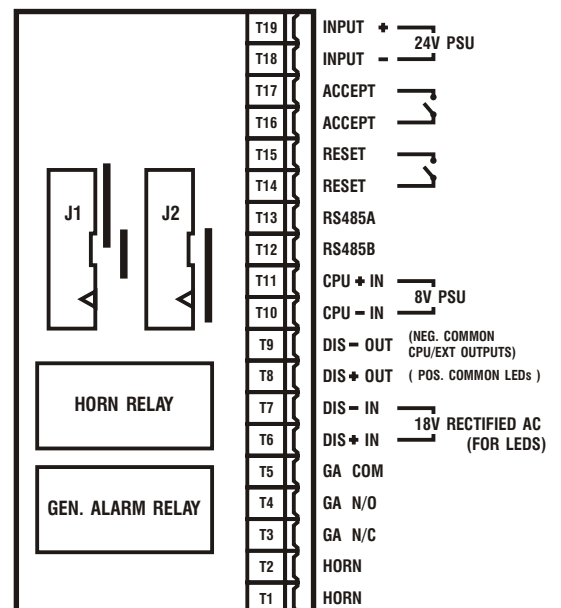 T19 INPUT +
24V PSU
T18 INPUT -
T17 ACCEPT
T16 ACCEPT
T15 RESET
T14 RESET
J1 J2
T13 RS485A
T12 RS485B
T11 CPU + IN
8V PSU
T10 CPU - IN
T9 DIS - OUT (NEG. COMMON
CPU/EXT OUTPUTS)
T8 DIS + OUT ( POS. COMMON LEDs )
HORN RELAY
T7 DIS - IN
18V RECTIFIED AC
(FOR LEDS)
T6 DIS + IN
T5 GA COM
GEN. ALARM RELAY
T4 GA N/O
T3 GA N/C
T2 HORN
T1 HORN